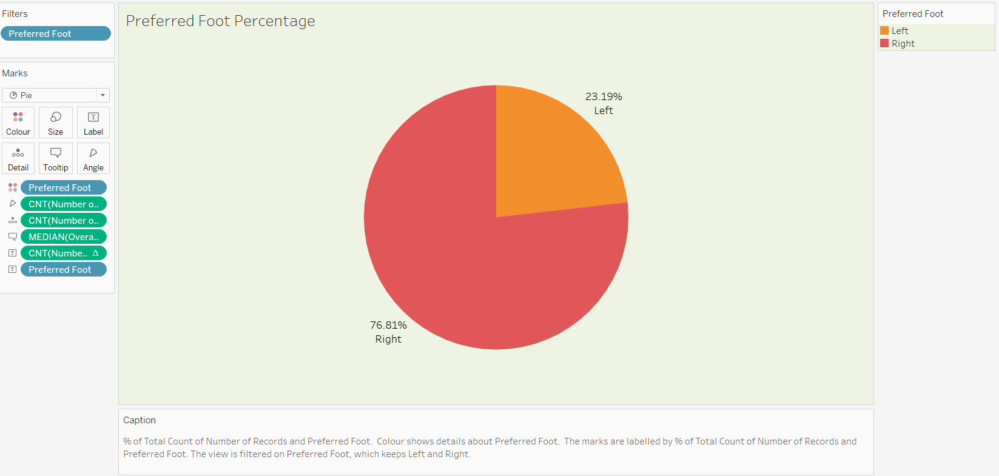 Filters
Preferred Foot
Marks
Pie
Colour
Size
Label
Detail
Tooltip
Angle
Preferred Foot
CNT(Number o..
CNT(Number o..
MEDIAN(Overa..
CNT(Numbe.. Δ
Preferred Foot
Preferred Foot Percentage
23.19%
Left
76.81%
Right
Caption
% of Total Count of Number of Records and Preferred Foot.  Colour shows details about Preferred Foot.  The marks are labelled by % of Total Count of Number of Records and
Preferred Foot. The view is filtered on Preferred Foot, which keeps Left and Right.
Preferred Foot
Left
Right